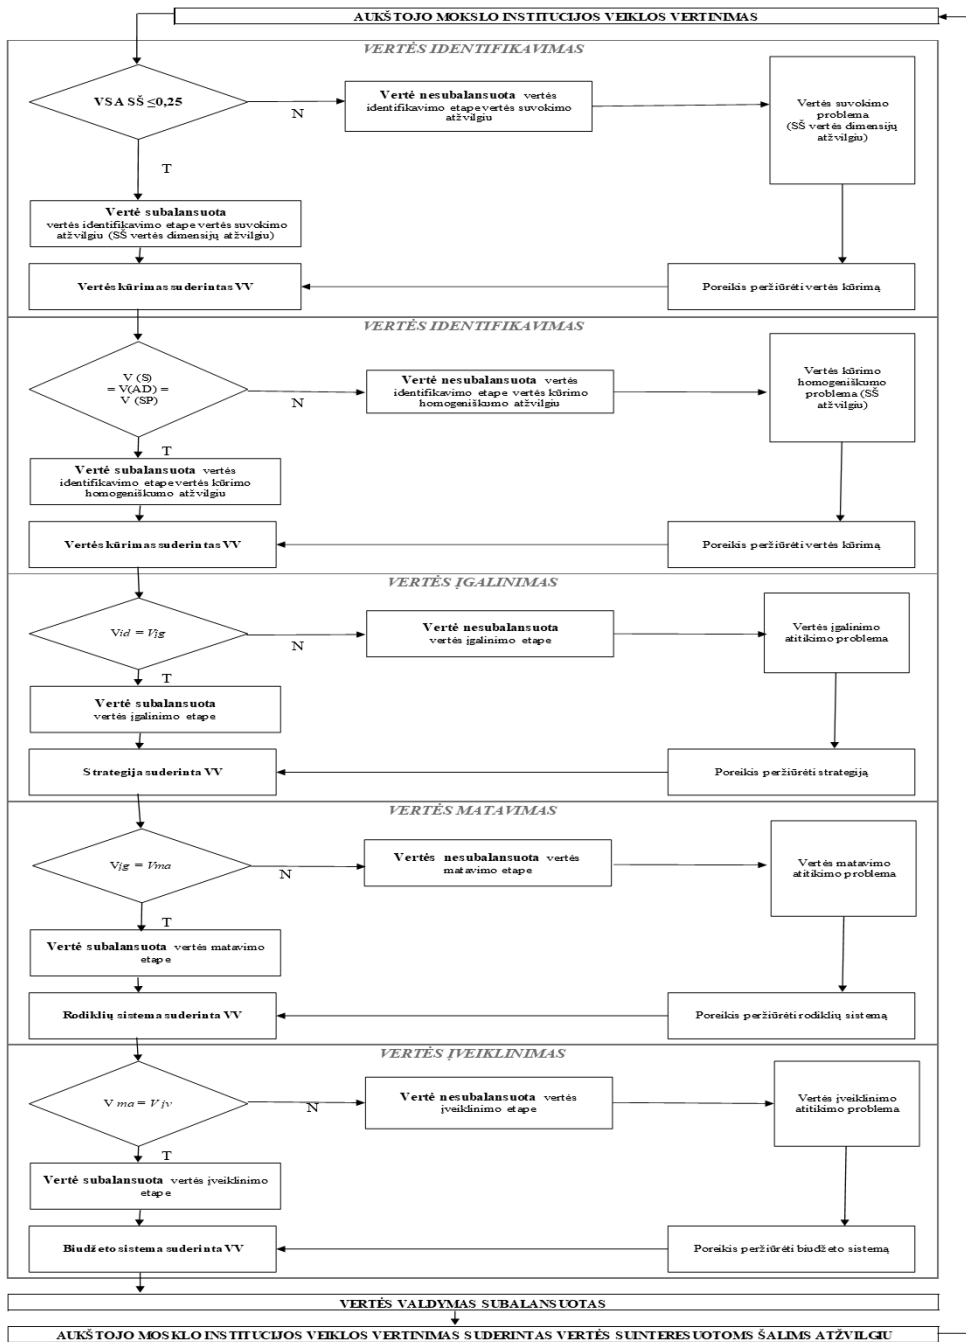 AUKŠTOJO MOKSLO INSTITUCIJOS VEIKLOS VERTINIMAS
VERTĖS IDENTIFIKAVIMAS
VSA SŠ ≤0,25
N
Vertė nesubalansuota vertės
identifikavimo etape vertės suvokimo
atžvilgiu
Vertės suvokimo
problema
(SŠ vertės dimensijų
atžvilgiu)
T
Vertė subalansuota
vertės identifikavimo etape vertės suvokimo
atžvilgiu (SŠ vertės dimensijų atžvilgiu)
Vertės kūrimas suderintas VV
Poreikis peržiūrėti vertės kūrimą
VERTĖS IDENTIFIKAVIMAS
V (S)
= V(AD) =
V (SP)
N
Vertė nesubalansuota vertės
identifikavimo etape vertės kūrimo
homogeniškumo atžvilgiu
Vertės kūrimo
homogeniškumo
problema (SŠ
atžvilgiu)
T
Vertė subalansuota vertės
identifikavimo etape vertės kūrimo
homogeniškumo atžvilgiu
Vertės kūrimas suderintas VV
Poreikis peržiūrėti vertės kūrimą
VERTĖS ĮGALINIMAS
Vid = Vįg
N
Vertė nesubalansuota
vertės įgalinimo etape
Vertės įgalinimo
atitikimo problema
T
Vertė subalansuota
vertės įgalinimo etape
Strategija suderinta VV
Poreikis peržiūrėti strategiją
VERTĖS MATAVIMAS
Vįg = Vma
N
Vertės nesubalansuota vertės
matavimo etape
Vertės matavimo
atitikimo problema
T
Vertė subalansuota vertės matavimo
etape
Rodiklių sistema suderinta VV
Poreikis peržiūrėti rodiklių sistemą
VERTĖS ĮVEIKLINIMAS
V ma = V įv
N
Vertė nesubalansuota vertės
įveiklinimo etape
Vertės įveiklinimo
atitikimo problema
T
Vertė subalansuota vertės įveiklinimo
etape
Biudžeto sistema suderinta VV
Poreikis peržiūrėti biudžeto sistemą
VERTĖS VALDYMAS SUBALANSUOTAS
AUKŠTOJO MOSKLO INSTITUCIJOS VEIKLOS VERTINIMAS SUDERINTAS VERTĖS SUINTERESUOTOMS ŠALIMS ATŽVILGIU